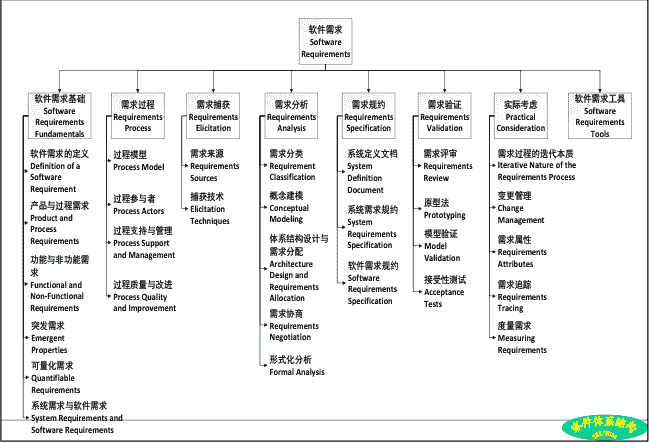 软件需求
Software
Requirements
软件需求基础
Software
Requirements
Fundamentals
软件需求的定义
Definition of a
Software
Requirement
产品与过程需求
Product and
Process
Requirements
功能与非功能需
求
Functional and
Non-Functional
Requirements
突发需求
Emergent
Properties
可量化需求
Quantifiable
Requirements
系统需求与软件需求
System Requirements and
Software Requirements
需求过程
Requirements
Process
过程模型
Process Model
过程参与者
Process Actors
过程支持与管理
Process Support
and Management
过程质量与改进
Process Quality
and Improvement
需求捕获
Requirements
Elicitation
需求来源
Requirements
Sources
捕获技术
Elicitation
Techniques
需求分析
Requirements
Analysis
需求分类
Requirement
Classification
概念建模
Conceptual
Modeling
体系结构设计与
需求分配
Architecture
Design and
Requirements
Allocation
需求协商
Requirements
Negotiation
形式化分析
Formal Analysis
需求规约
Requirements
Specification
系统定义文档
System
Definition
Document
系统需求规约
System
Requirements
Specification
软件需求规约
Software
Requirements
Specification
需求验证
Requirements
Validation
需求评审
Requirements
Review
原型法
Prototyping
模型验证
Model
Validation
接受性测试
Acceptance
Tests
实际考虑
Practical
Consideration
需求过程的迭代本质
Iterative Nature of the
Requirements Process
变更管理
Change
Management
需求属性
Requirements
Attributes
需求追踪
Requirements
Tracing
度量需求
Measuring
Requirements
软件需求工具
Software
Requirements
Tools
软件体系结构